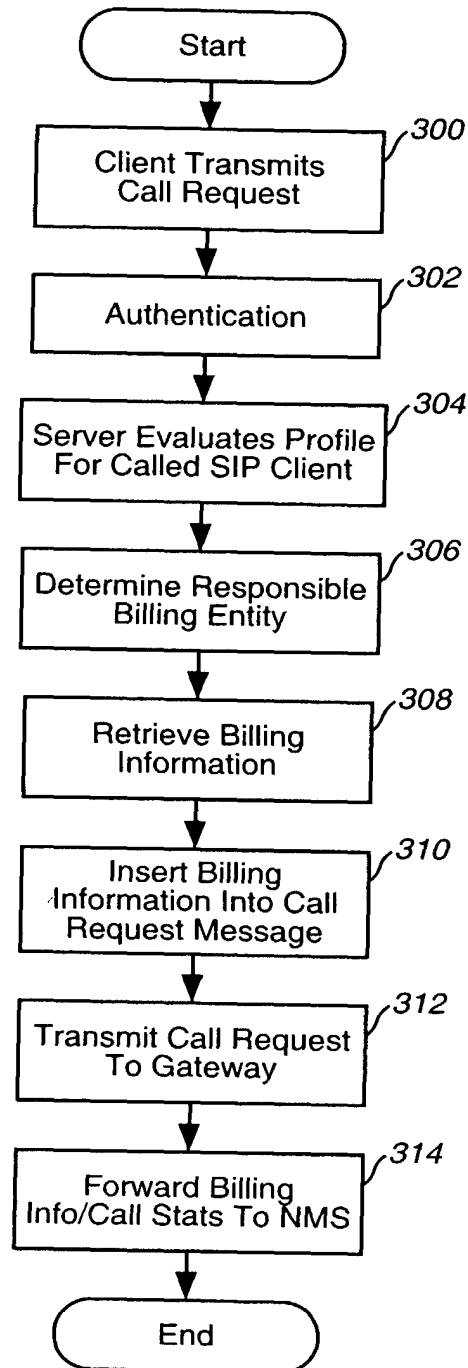 Start
300
Client Transmits
Call Request
302
Authentication
304
Server Evaluates Profile
For Called SIP Client
306
Determine Responsible
Billing Entity
308
Retrieve Billing
Information
310
Insert Billing
Information Into Call
Request Message
312
Transmit Call Request
To Gateway
314
Forward Billing
Info/Call Stats To NMS
End